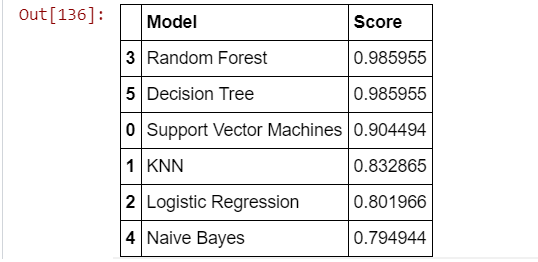 Out[136]:
Model Score
3 Random Forest 0.985955
5 Decision Tree 0.985955
0 Support Vector Machines 0.904494
1 KNN 0.832865
2 Logistic Regression 0.801966
4 Naive Bayes 0.794944